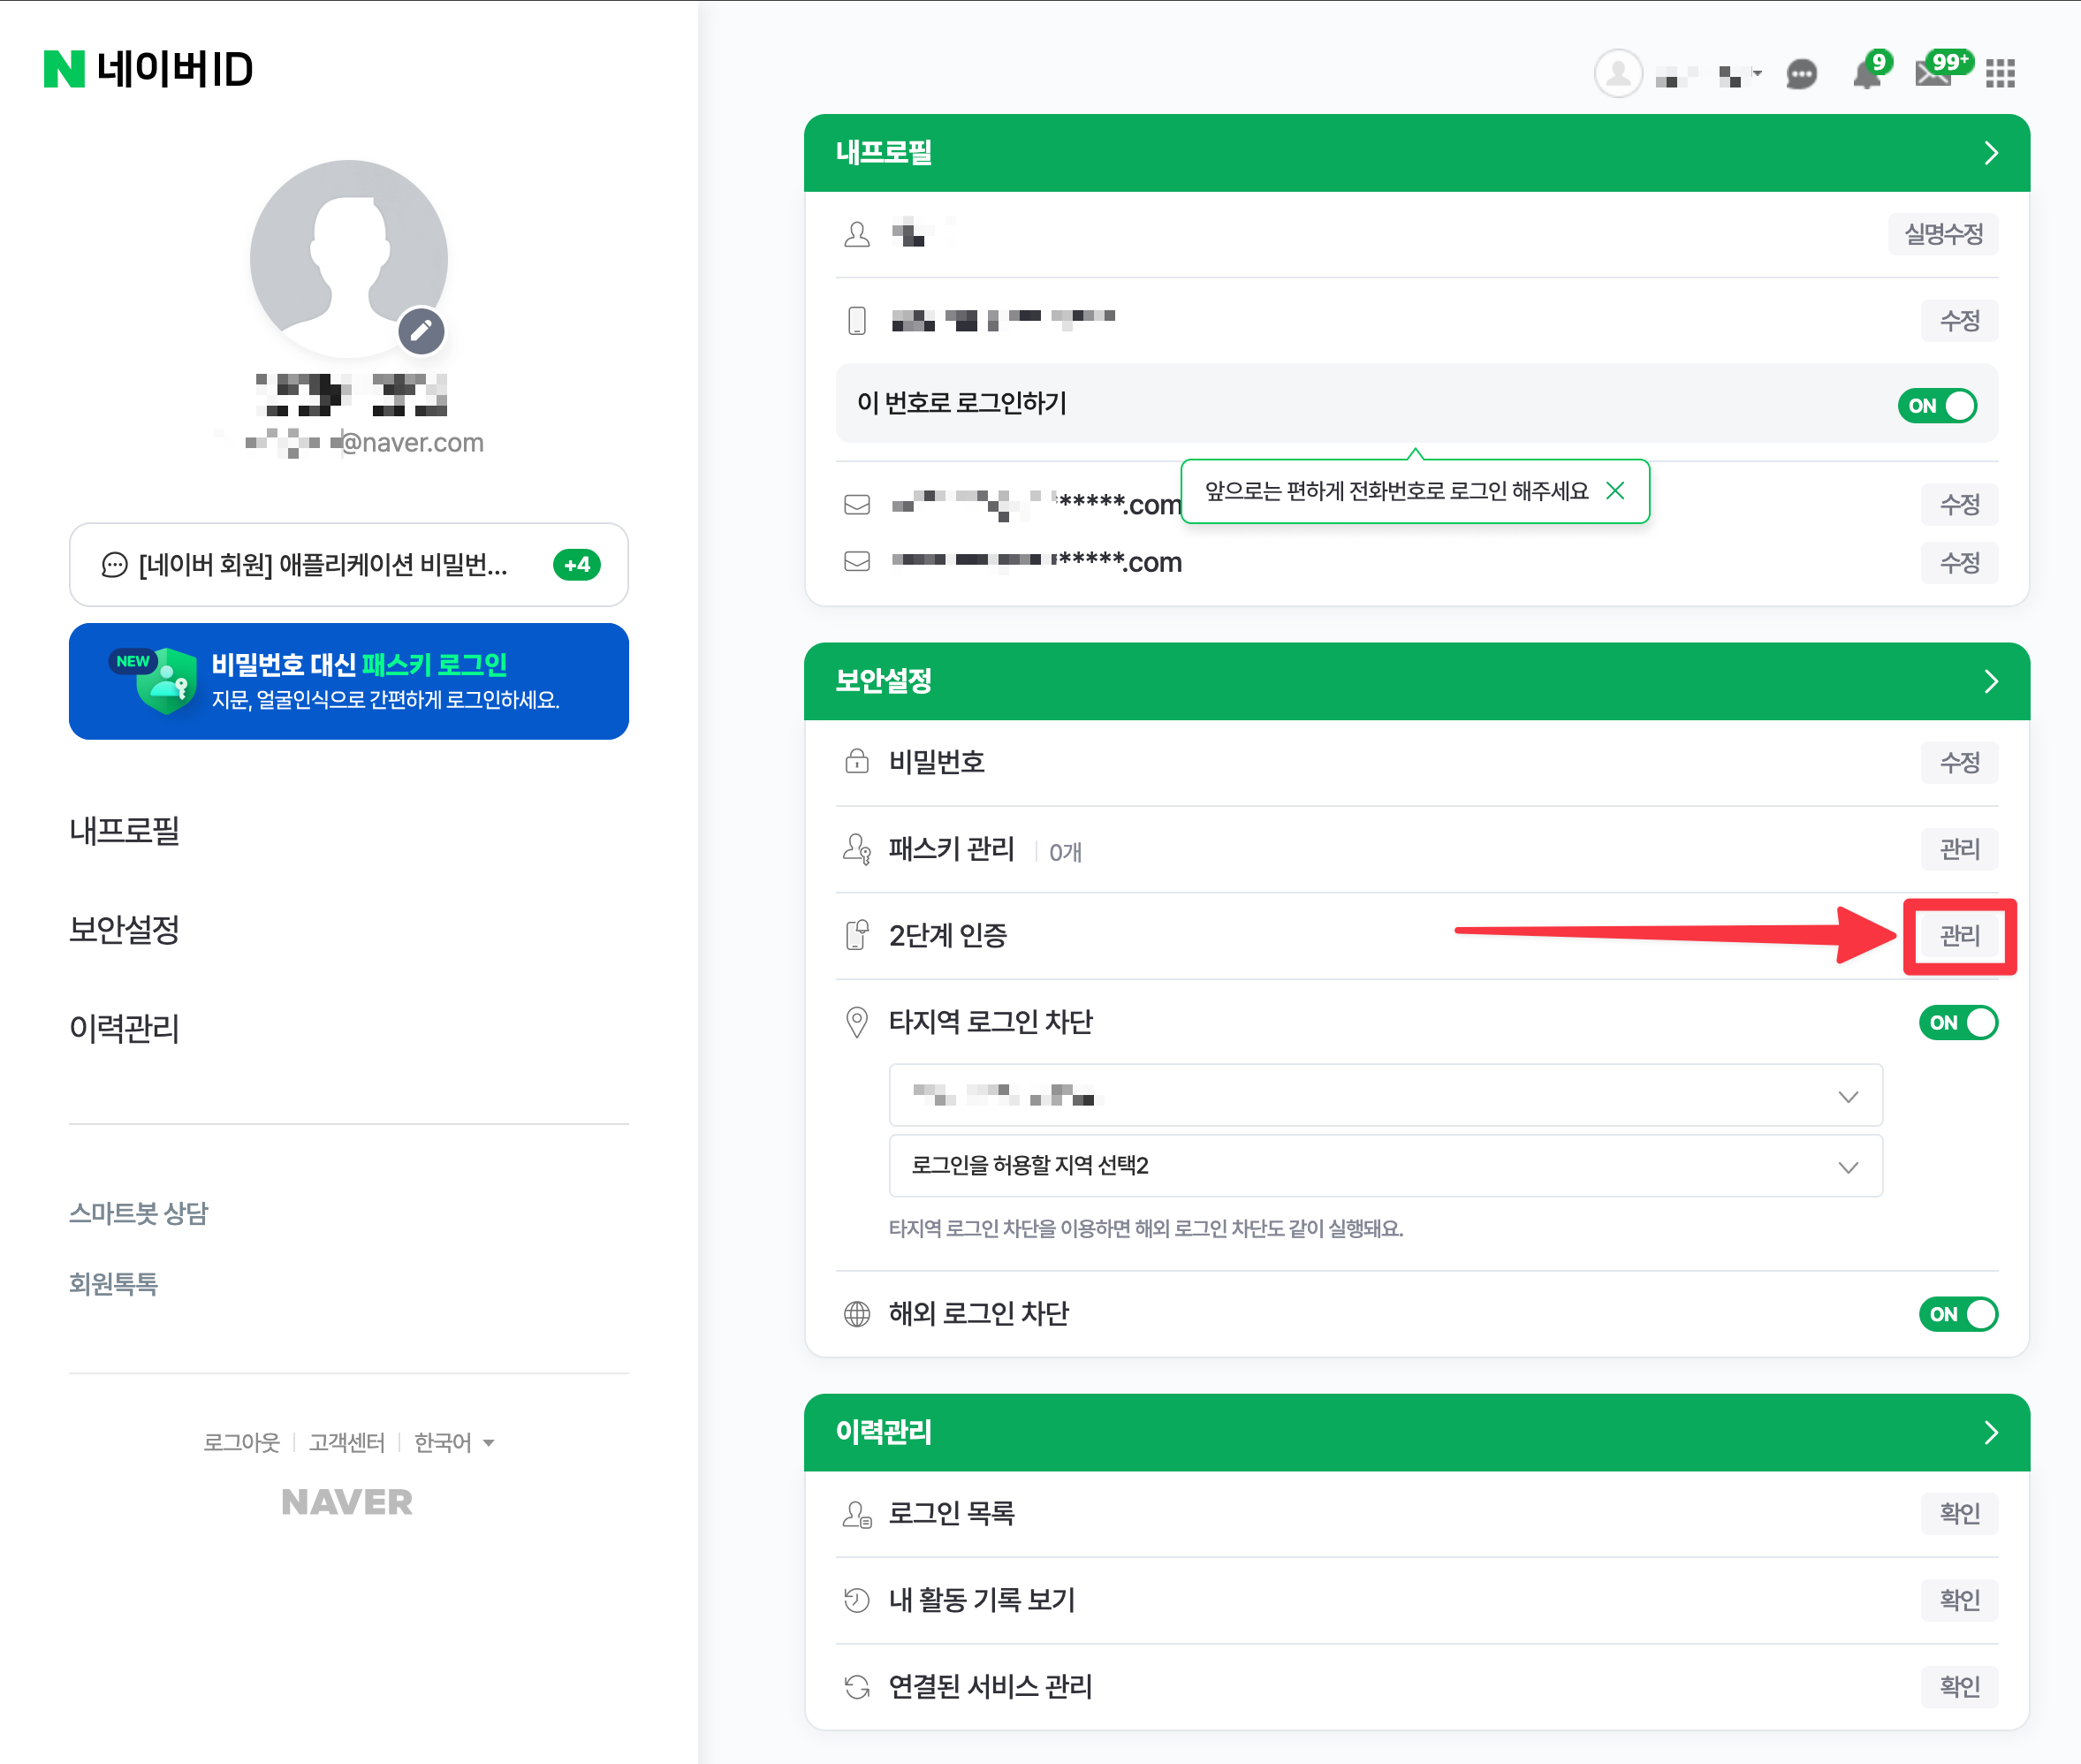 N 네이버ID
@naver.com
[네이버 회원] 애플리케이션 비밀번... +4
NEW
비밀번호 대신 패스키 로그인
지문, 얼굴인식으로 간편하게 로그인하세요.
내프로필
보안설정
이력관리
스마트봇 상담
회원톡톡
로그아웃 한국어 고객센터
NAVER
9 99+
내프로필
실명수정
수정
이 번호로 로그인하기 ON
앞으로는 편하게 전화번호로 로그인 해주세요
*****.com 수정
*****.com 수정
보안설정
비밀번호 수정
패스키 관리 0개 관리
2단계 인증 관리
타지역 로그인 차단 ON
로그인을 허용할 지역 선택2
타지역 로그인 차단을 이용하면 해외 로그인 차단도 같이 실행돼요.
해외 로그인 차단 ON
이력관리
로그인 목록 확인
내 활동 기록 보기 확인
연결된 서비스 관리 확인